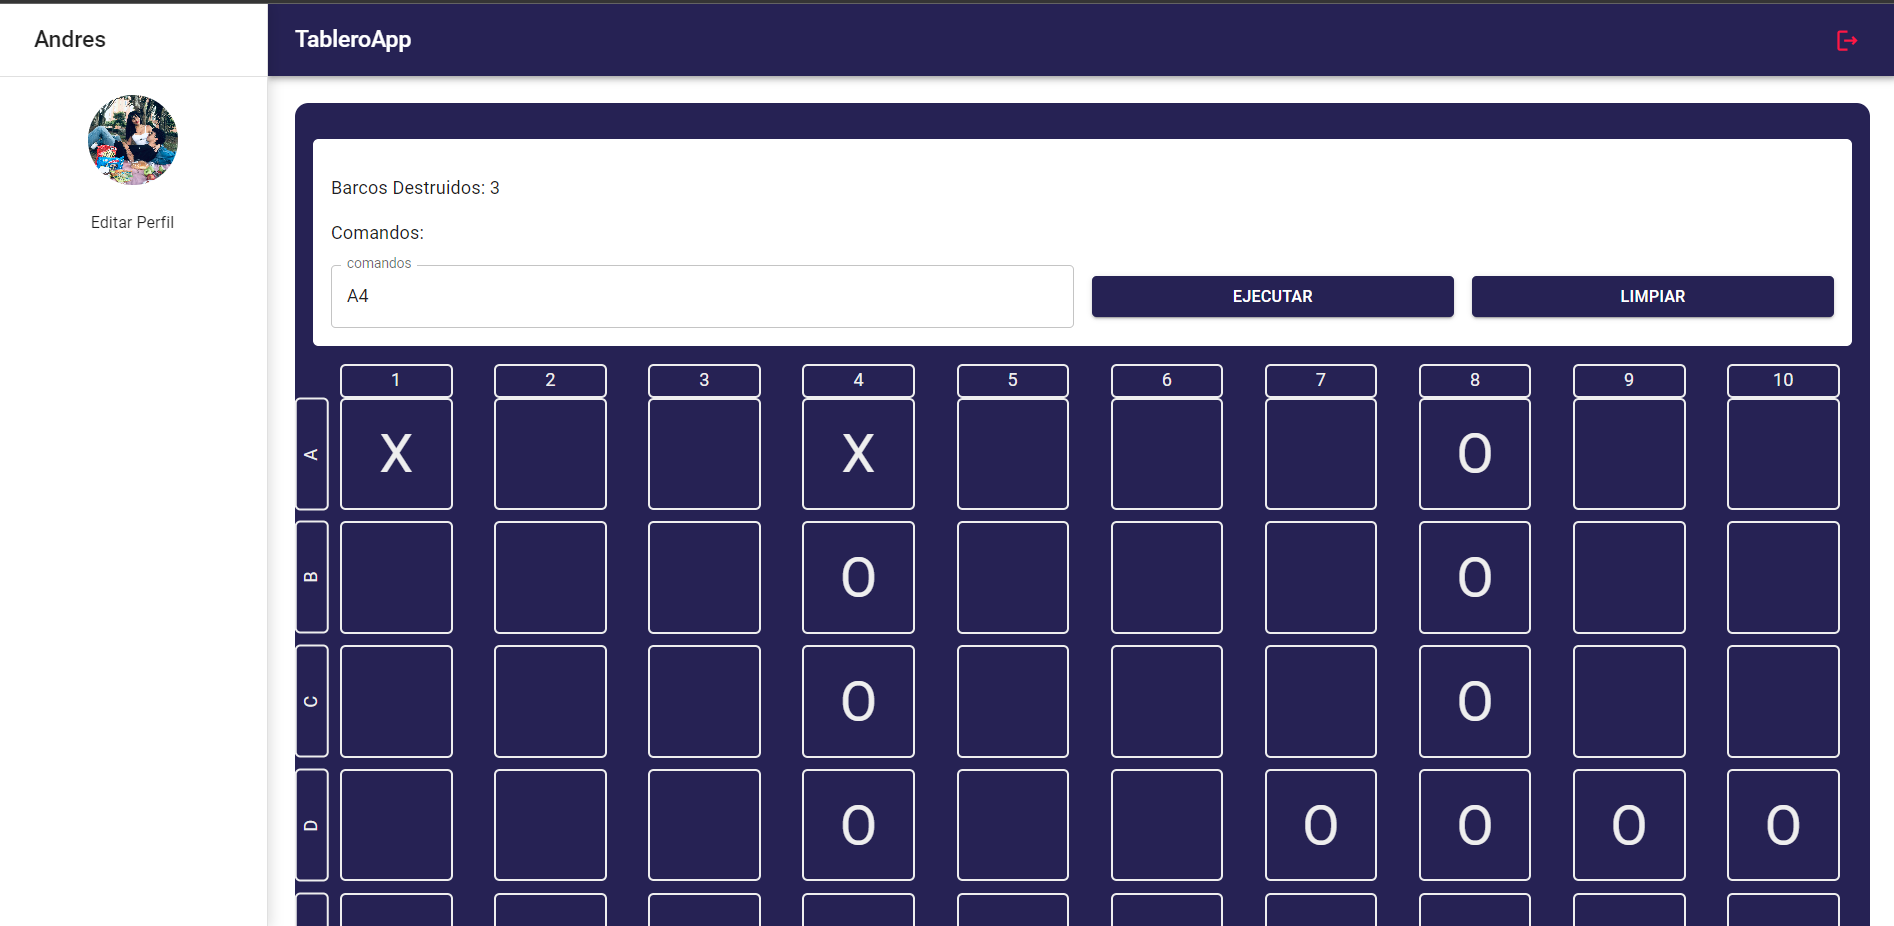 Andres
TableroApp
Editar Perfil
Barcos Destruidos: 3
Comandos:
comandos
A4
EJECUTAR
LIMPIAR
1 2 3 4 5 6 7 8 9 10
A X X O
B O O
C O O
D O O O O O